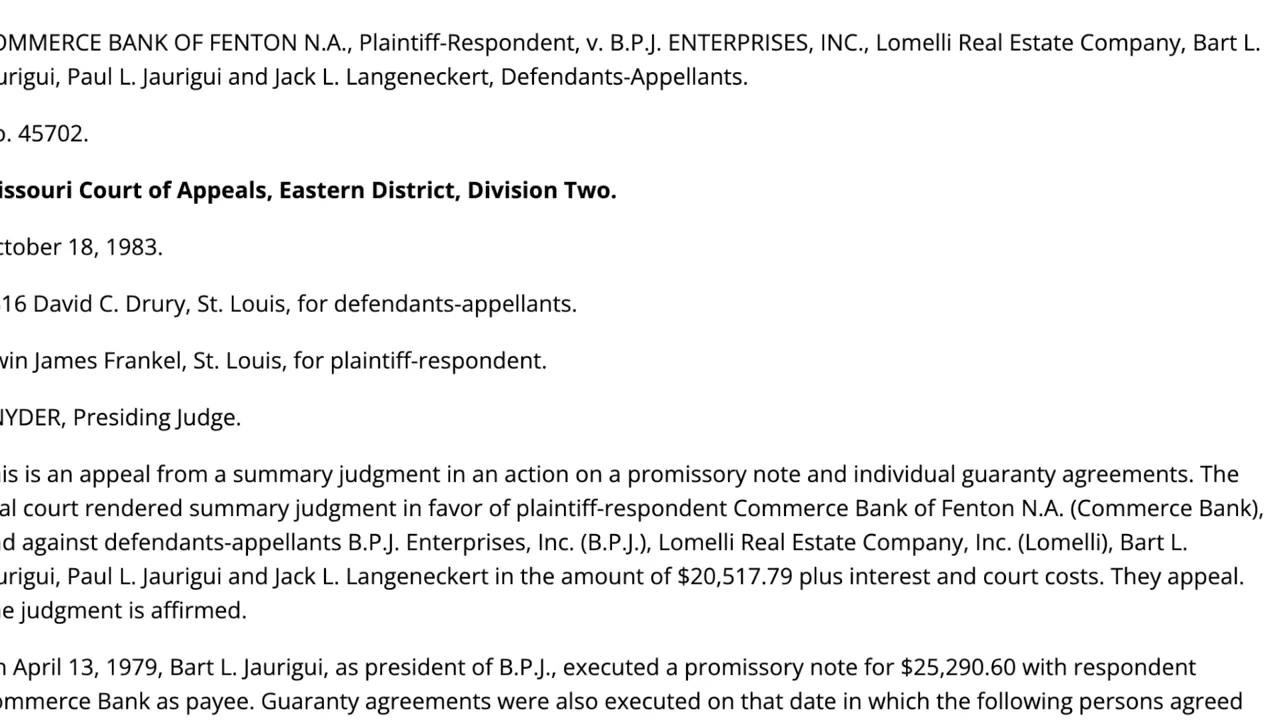 OMMERCE BANK OF FENTON N.A., Plaintiff-Respondent, v. B.P.J. ENTERPRISES, INC., Lomelli Real Estate Company, Bart L.
urigui, Paul L. Jaurigui and Jack L. Langeneckert, Defendants-Appellants.
o. 45702.
issouri Court of Appeals, Eastern District, Division Two.
ctober 18, 1983.
16 David C. Drury, St. Louis, for defendants-appellants.
win James Frankel, St. Louis, for plaintiff-respondent.
NYDER, Presiding Judge.
is is an appeal from a summary judgment in an action on a promissory note and individual guaranty agreements. The
al court rendered summary judgment in favor of plaintiff-respondent Commerce Bank of Fenton N.A. (Commerce Bank),
d against defendants-appellants B.P.J. Enterprises, Inc. (B.P.J.), Lomelli Real Estate Company, Inc. (Lomelli), Bart L.
urigui, Paul L. Jaurigui and Jack L. Langeneckert in the amount of $20,517.79 plus interest and court costs. They appeal.
e judgment is affirmed.
n April 13, 1979, Bart L. Jaurigui, as president of B.P.J., executed a promissory note for $25,290.60 with respondent
ommerce Bank as payee. Guaranty agreements were also executed on that date in which the following persons agreed